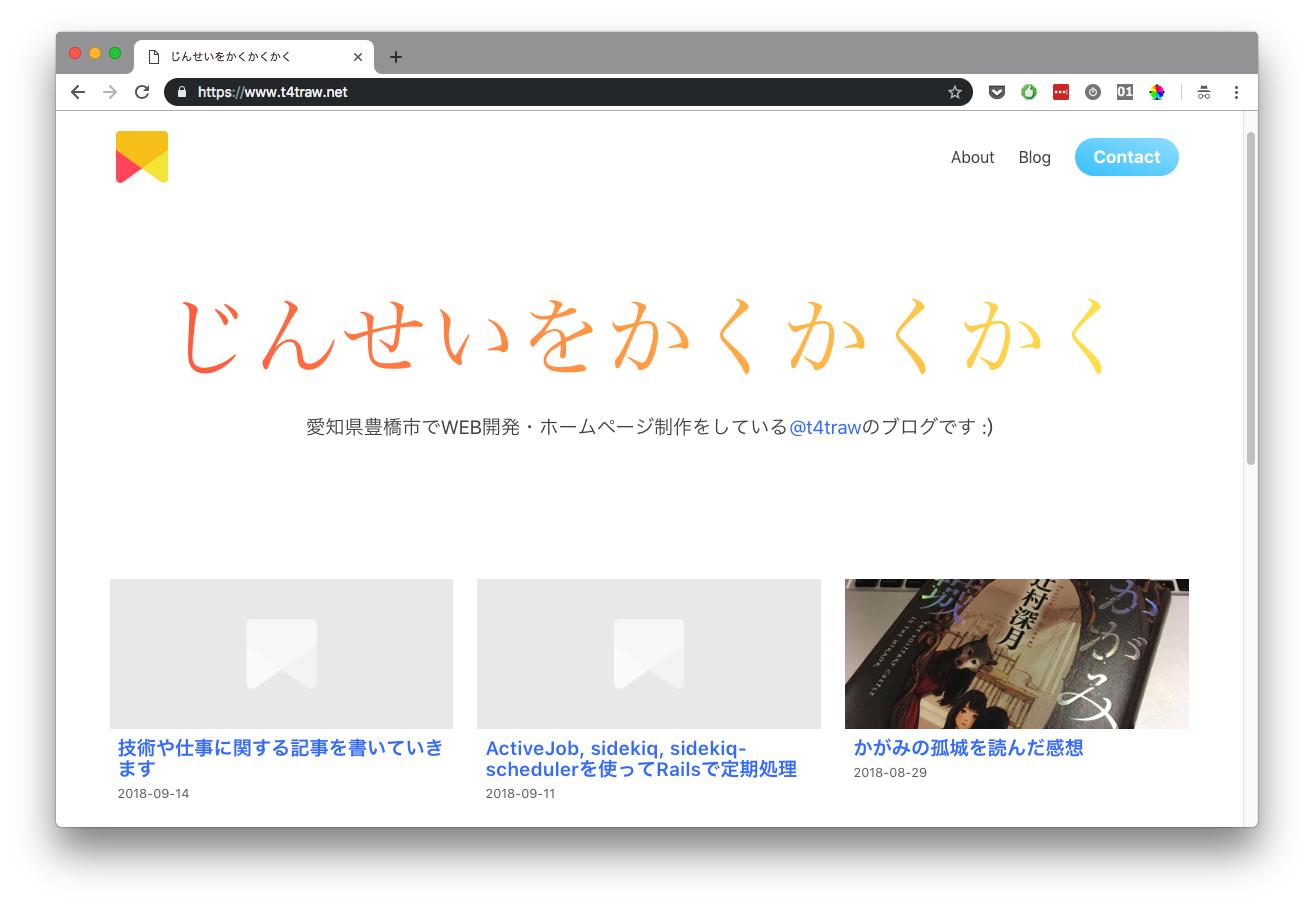 じんせいをかくかくかく
https://www.t4traw.net
01
About
Blog
Contact
じんせいをかくかくかく
愛知県豊橋市でWEB開発・ホームページ制作をしている@t4trawのブログです :)
城
辻村深月
かがみ
THE SOLITARY CASTLE
IN THE MIRROR
技術や仕事に関する記事を書いていき
ます
2018-09-14
ActiveJob, sidekiq, sidekiq-
schedulerを使ってRailsで定期処理
2018-09-11
かがみの孤城を読んだ感想
2018-08-29